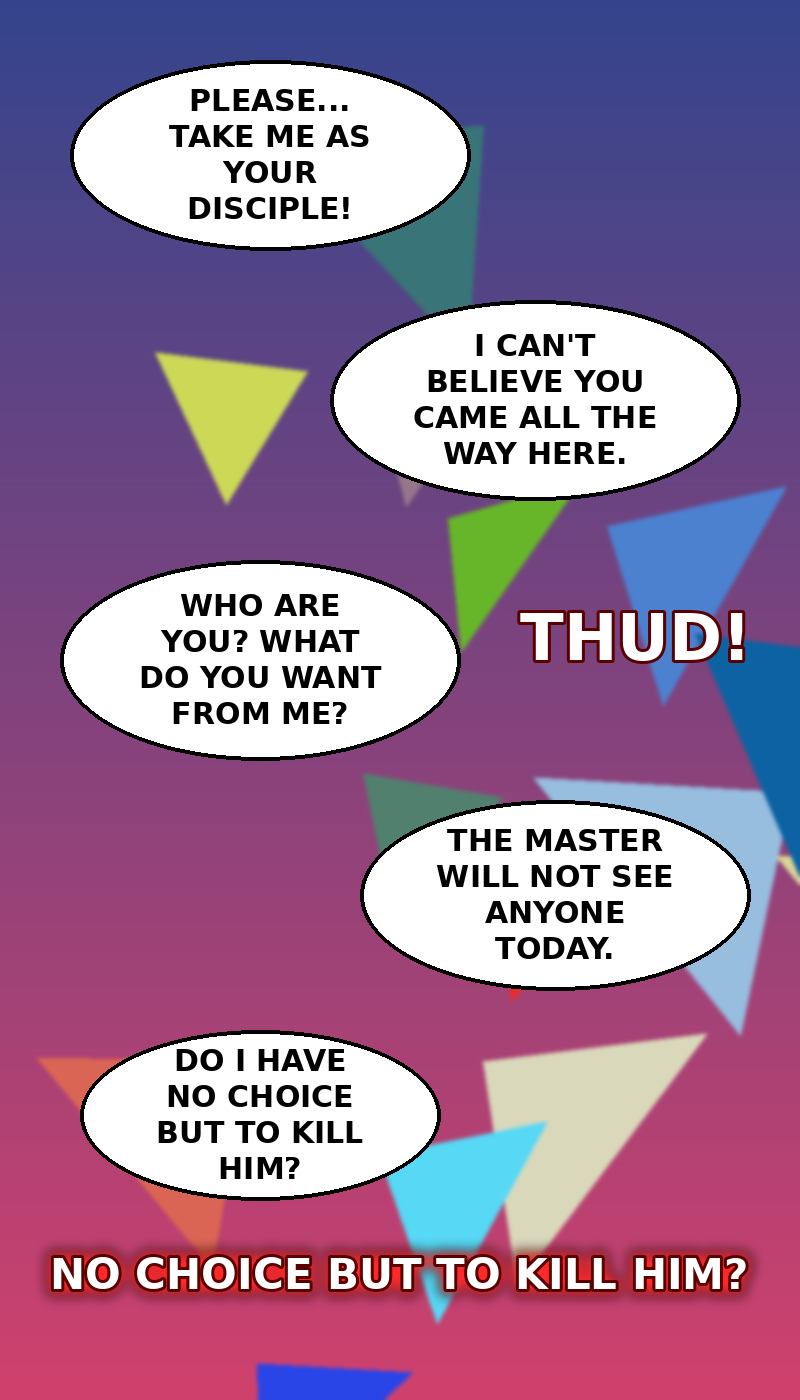 PLEASE...
TAKE ME AS
YOUR
DISCIPLE!
I CAN'T
BELIEVE YOU
CAME ALL THE
WAY HERE.
WHO ARE
YOU? WHAT
DO YOU WANT
FROM ME?
THUD!
THE MASTER
WILL NOT SEE
ANYONE
TODAY.
DO I HAVE
NO CHOICE
BUT TO KILL
HIM?
NO CHOICE BUT TO KILL HIM?